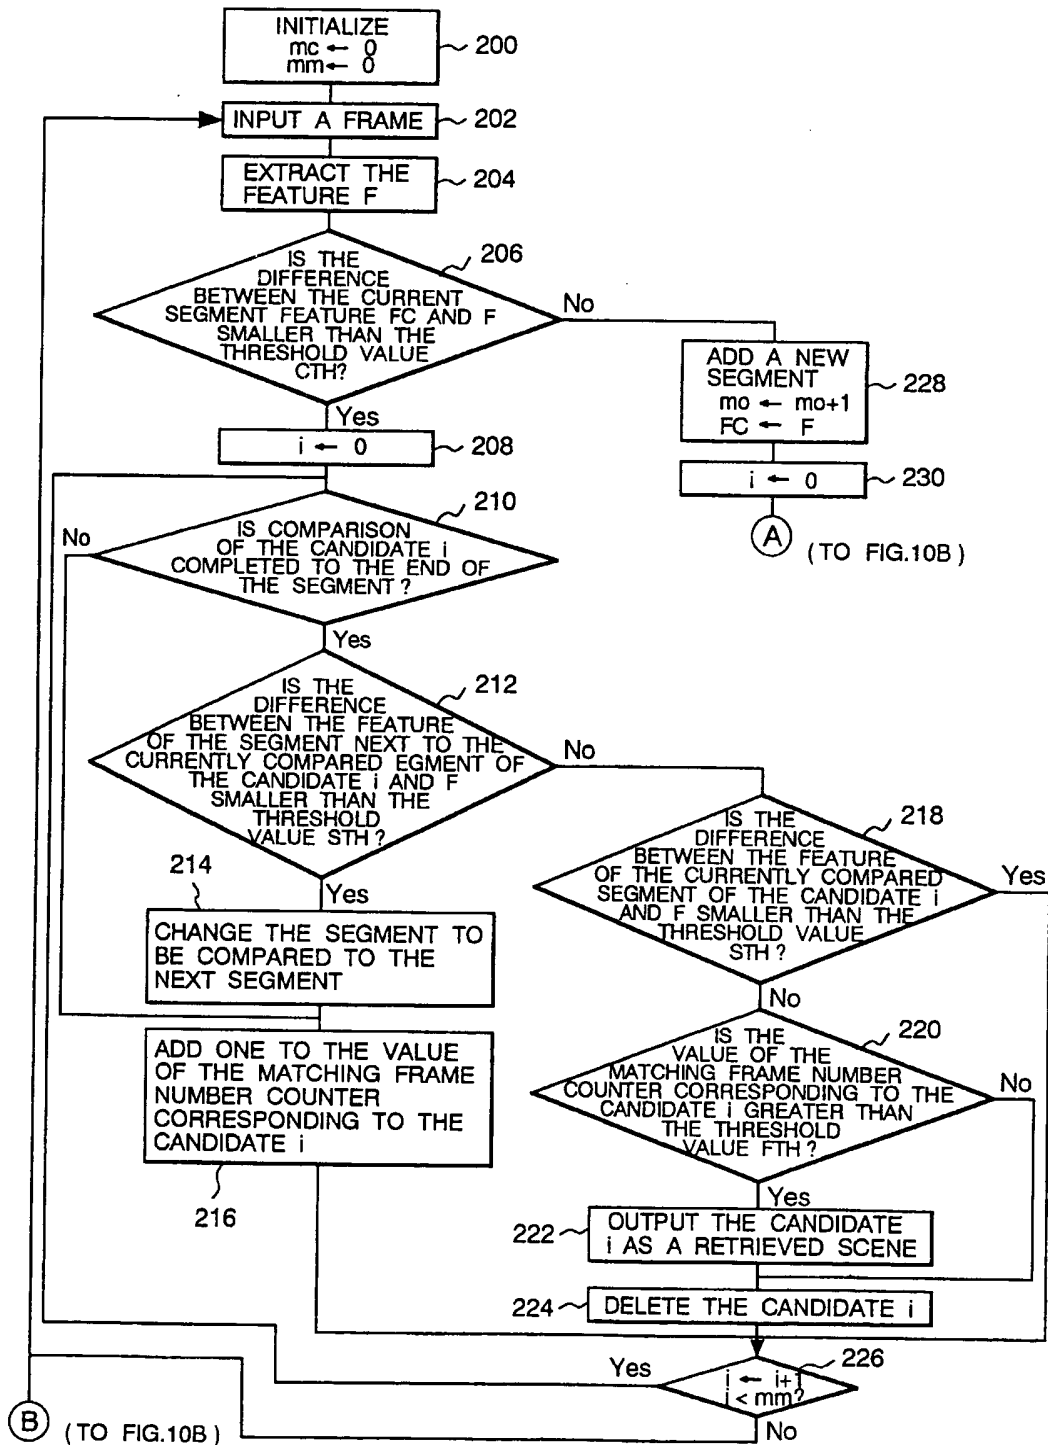 INITIALIZE
mc ← 0
mm ← 0
200
INPUT A FRAME
202
EXTRACT THE
FEATURE F
204
206
IS THE
DIFFERENCE
BETWEEN THE CURRENT
SEGMENT FEATURE FC AND F
SMALLER THAN THE
THRESHOLD VALUE
CTH?
No
Yes
ADD A NEW
SEGMENT
mo ← mo+1
FC ← F
228
i ← 0
208
i ← 0
230
A
(TO FIG.10B)
210
No
IS COMPARISON
OF THE CANDIDATE i
COMPLETED TO THE END OF
THE SEGMENT?
Yes
212
IS THE
DIFFERENCE
BETWEEN THE FEATURE
OF THE SEGMENT NEXT TO THE
CURRENTLY COMPARED EGMENT OF
THE CANDIDATE i AND F
SMALLER THAN THE
THRESHOLD
VALUE STH?
No
Yes
214
CHANGE THE SEGMENT TO
BE COMPARED TO THE
NEXT SEGMENT
218
IS THE
DIFFERENCE
BETWEEN THE FEATURE
OF THE CURRENTLY COMPARED
SEGMENT OF THE CANDIDATE i
AND F SMALLER THAN THE
THRESHOLD VALUE
STH?
Yes
No
ADD ONE TO THE VALUE
OF THE MATCHING FRAME
NUMBER COUNTER
CORRESPONDING TO THE
CANDIDATE i
216
220
IS THE
VALUE OF THE
MATCHING FRAME NUMBER
COUNTER CORRESPONDING TO THE
CANDIDATE i GREATER THAN
THE THRESHOLD
VALUE FTH?
No
Yes
222
OUTPUT THE CANDIDATE
i AS A RETRIEVED SCENE
224
DELETE THE CANDIDATE i
226
i ← i+1
i < mm?
Yes
No
B
(TO FIG.10B)